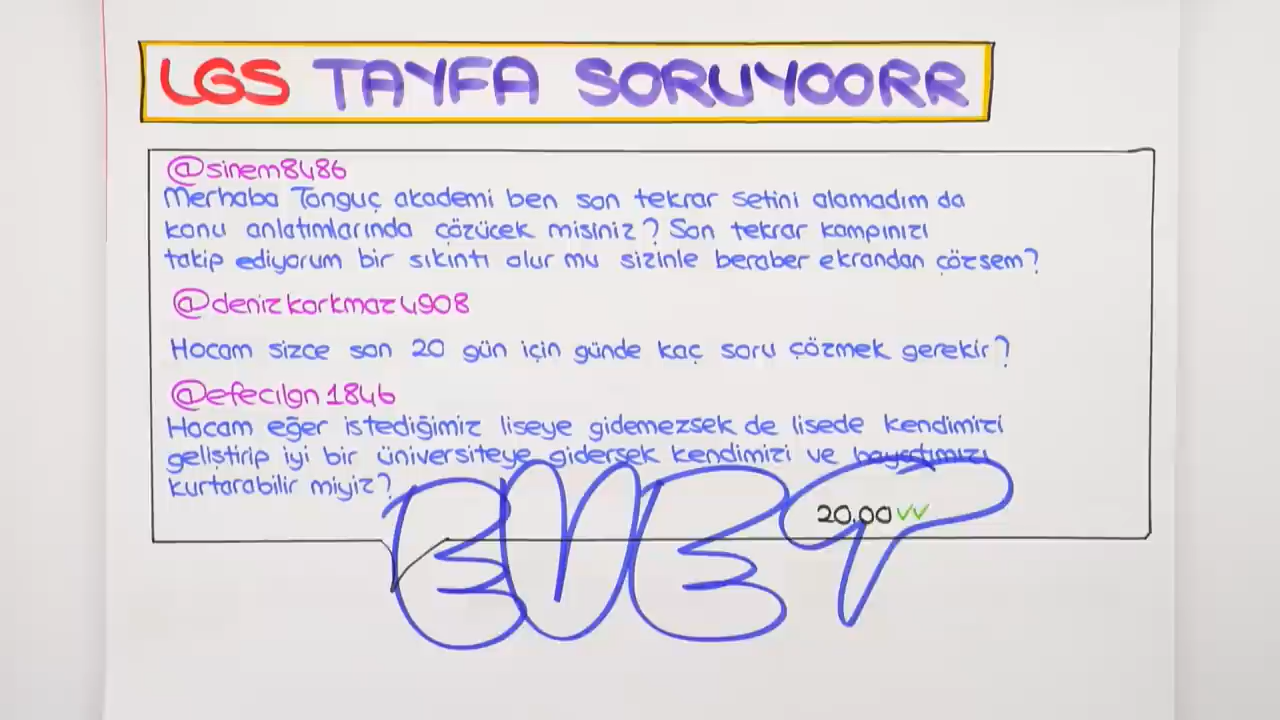 LGS TAYFA SORUYOORR
@sinem8486
Merhaba Tonguç akademi ben son tekrar setini alamadım da
konu anlatımlarında çözücek misiniz? Son tekrar kampınızı
takip ediyorum bir sıkıntı olur mu sizinle beraber ekrandan çözsem?
@denizkorkmaz4908
Hocam sizce son 20 gün için günde kaç soru çözmek gerekir?
@efecılgn1846
Hocam eğer istediğimiz liseye gidemezsek de lisede kendimizi
geliştirip iyi bir üniversiteye gidersek kendimizi ve
kurtarabilir miyiz?
20.00 ✓✓
EVET